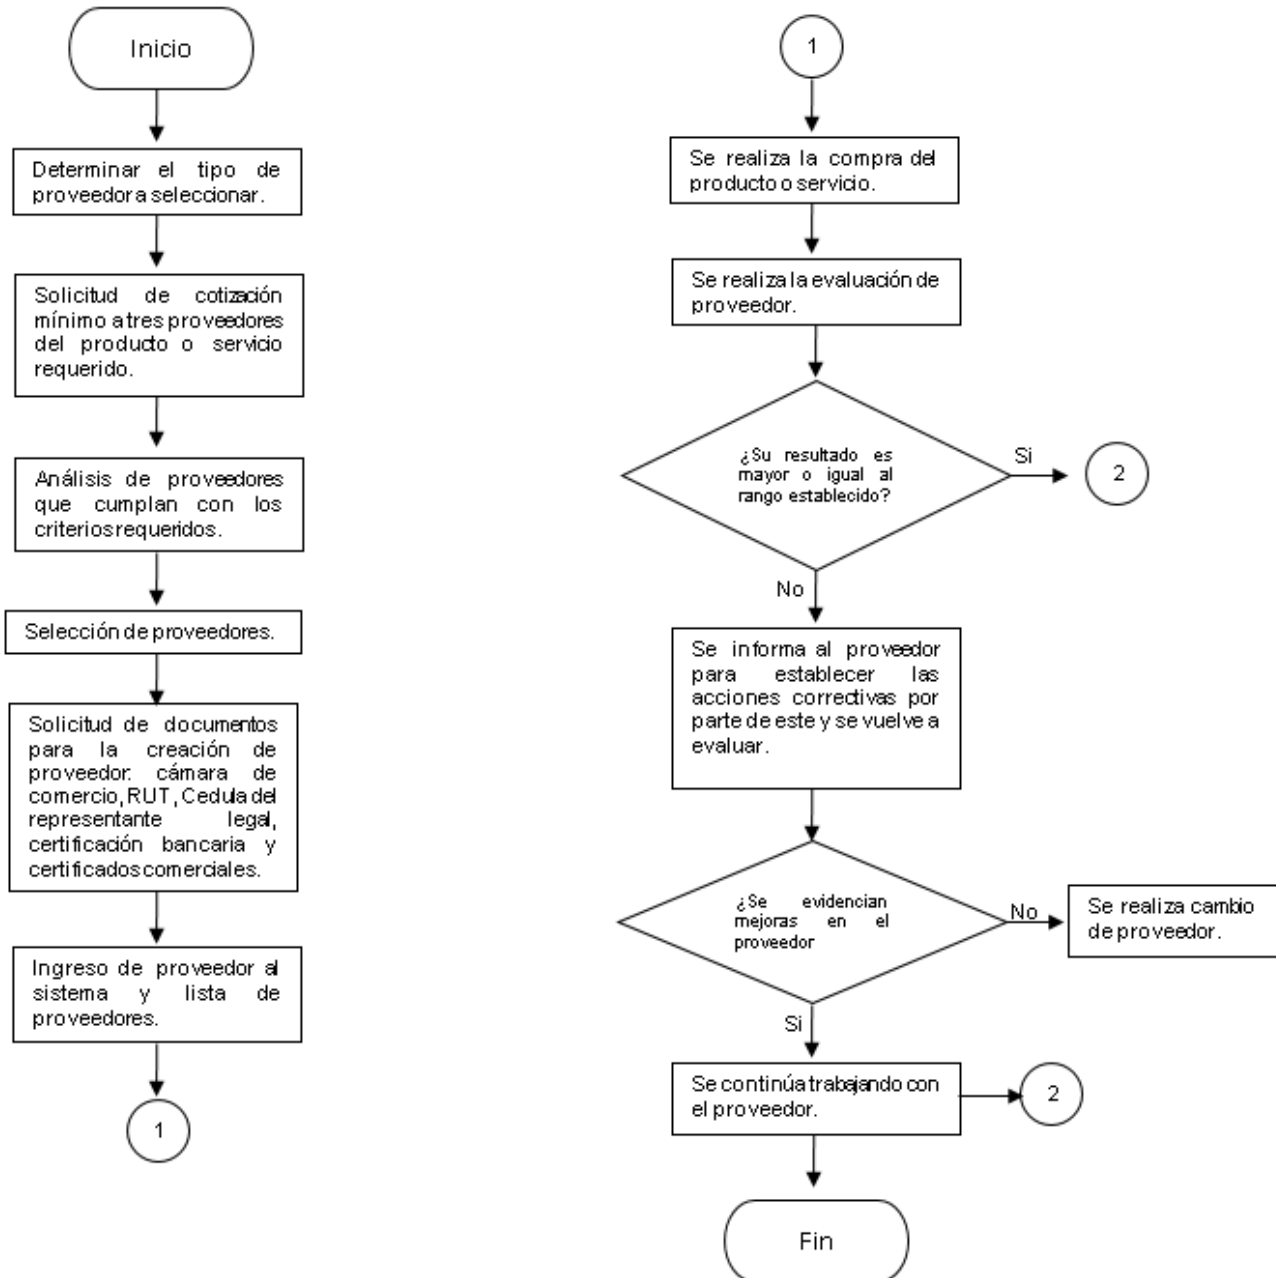 Inicio
Determinar el tipo de
proveedor a seleccionar.
Solicitud de cotización
mínimo a tres proveedores
del producto o servicio
requerido.
Análisis de proveedores
que cumplan con los
criterios requeridos.
Selección de proveedores.
Solicitud de documentos
para la creación de
proveedor: cámara de
comercio, RUT, Cedula del
representante legal,
certificación bancaria y
certificados comerciales.
Ingreso de proveedor al
sistema y lista de
proveedores.
1
1
Se realiza la compra del
producto o servicio.
Se realiza la evaluación de
proveedor.
¿Su resultado es
mayor o igual al
rango establecido?
Si
2
No
Se informa al proveedor
para establecer las
acciones correctivas por
parte de este y se vuelve a
evaluar.
¿Se evidencian
mejoras en el
proveedor
No
Se realiza cambio
de proveedor.
Si
Se continúa trabajando con
el proveedor.
2
Fin